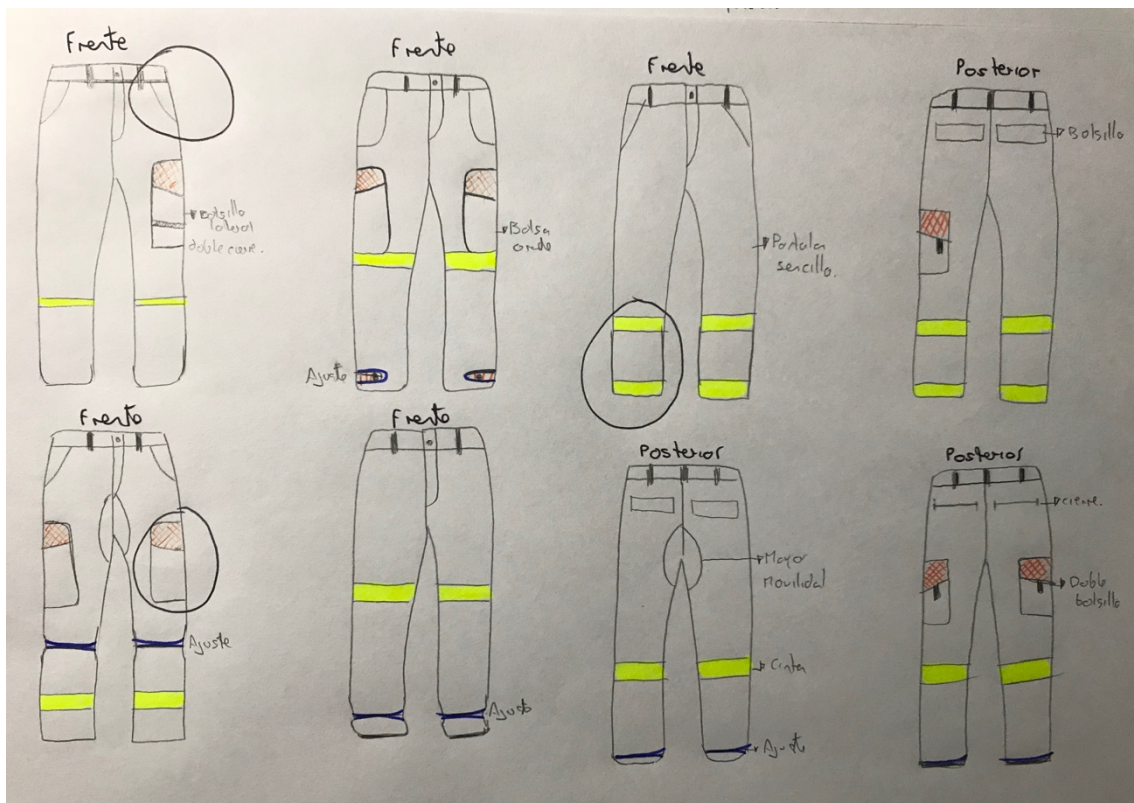 Frente
Frente
Frente
Posterior
Bolsillo
Bolsillo
lateral
doble cierre.
Bolsa
Pantalon
sencillo.
Ajuste
Frente
Frente
Posterior
Posterior
cierre.
Mayor
Movilidad
Doble
bolsillo
Ajuste
Cinta
Ajuste
Ajuste